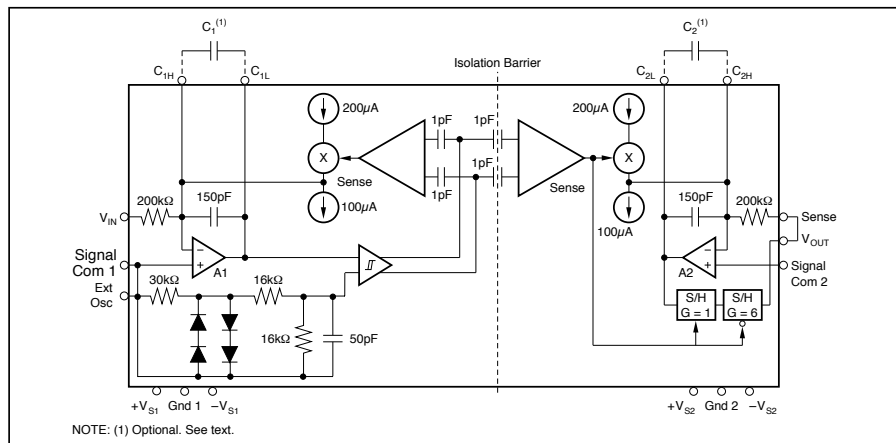 C1(1)
C2(1)
C1H
C1L
Isolation Barrier
C2L
C2H
200µA
1pF
1pF
200µA
X
X
Sense
1pF
1pF
Sense
100µA
100µA
200kΩ
150pF
150pF
200kΩ
VIN
Sense
VOUT
Signal
Com 1
A1
A2
Signal
Com 2
Ext
Osc
30kΩ
16kΩ
S/H
G = 1
S/H
G = 6
16kΩ
50pF
+VS1
Gnd 1
−VS1
+VS2
Gnd 2
−VS2
NOTE: (1) Optional. See text.